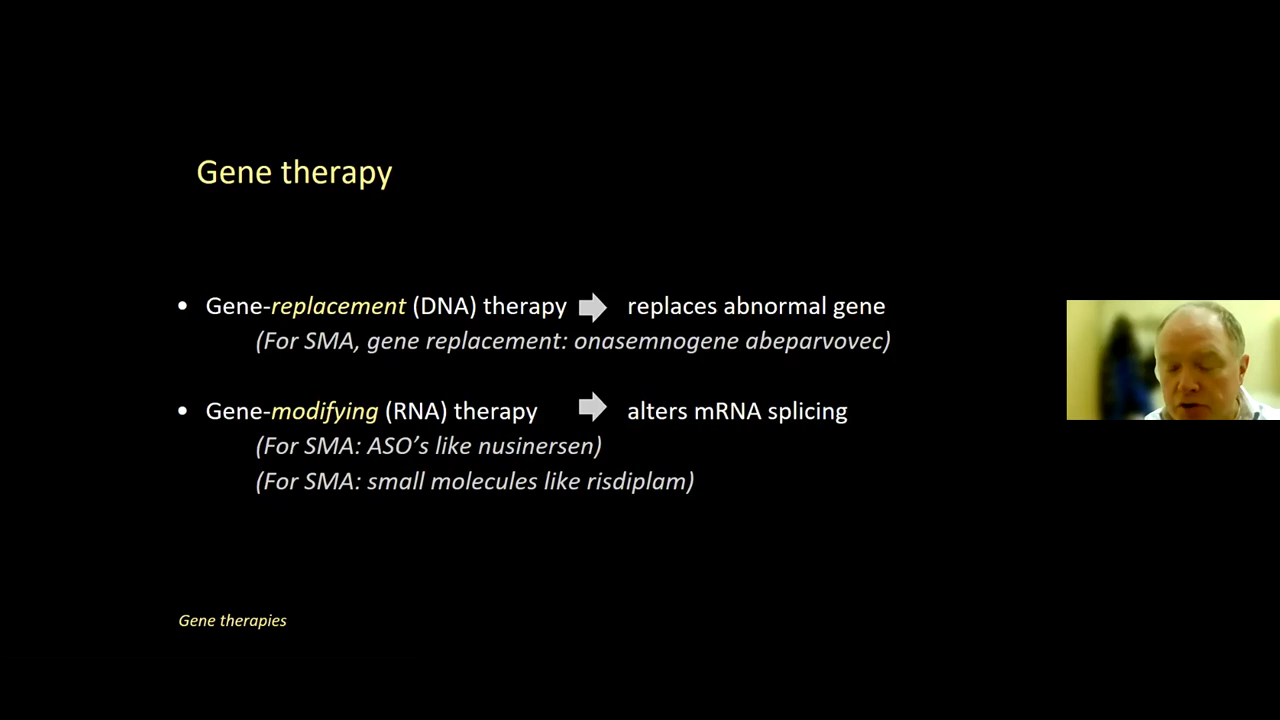 Gene therapy
• Gene-replacement (DNA) therapy replaces abnormal gene
(For SMA, gene replacement: onasemnogene abeparvovec)
• Gene-modifying (RNA) therapy alters mRNA splicing
(For SMA: ASO’s like nusinersen)
(For SMA: small molecules like risdiplam)
Gene therapies